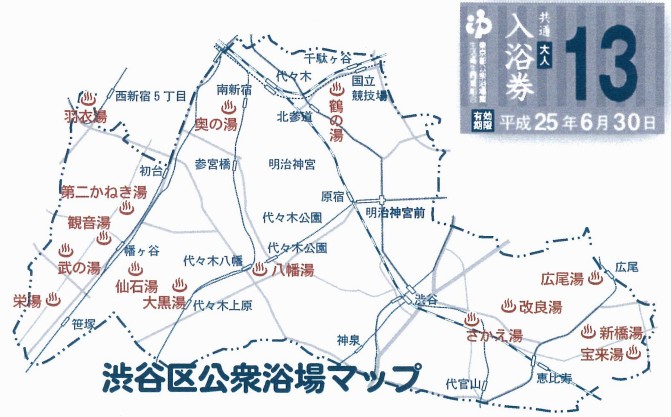 共通
大人
入浴券
13
有効
期限
平成25年6月30日
千駄ヶ谷
代々木
国立
競技場
南新宿
西新宿5丁目
羽衣湯
奥の湯
鶴の湯
北参道
初台
参宮橋
明治神宮
第二かねき湯
原宿
明治神宮前
観音湯
代々木公園
幡ヶ谷
代々木公園
武の湯
代々木八幡
八幡湯
仙石湯
広尾湯
広尾
栄湯
大黒湯
代々木上原
渋谷
改良湯
笹塚
さかえ湯
新橋湯
神泉
宝来湯
渋谷区公衆浴場マップ
代官山
恵比寿